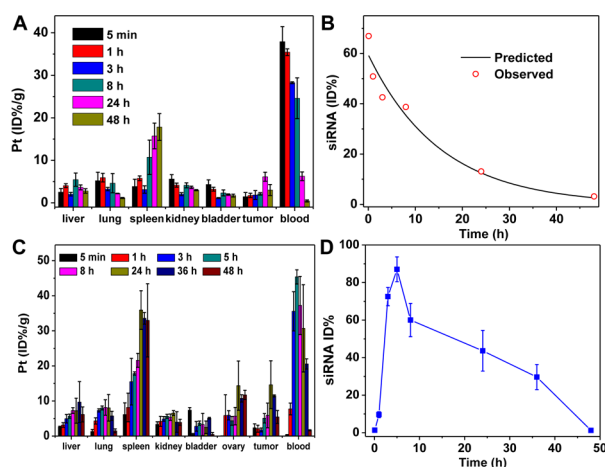 A
5 min
1 h
3 h
8 h
24 h
48 h
Pt (ID%/g)
40
30
20
10
0
liver lung spleen kidney bladder tumor blood
B
Predicted
Observed
siRNA (ID%)
80
60
40
20
0
0 10 20 30 40 50
Time (h)
C
5 min 1 h 3 h 5 h
8 h 24 h 36 h 48 h
Pt (ID%/g)
50
40
30
20
10
0
liver lung spleen kidney bladder ovary tumor blood
D
siRNA ID%
100
80
60
40
20
0
0 10 20 30 40 50
Time (h)